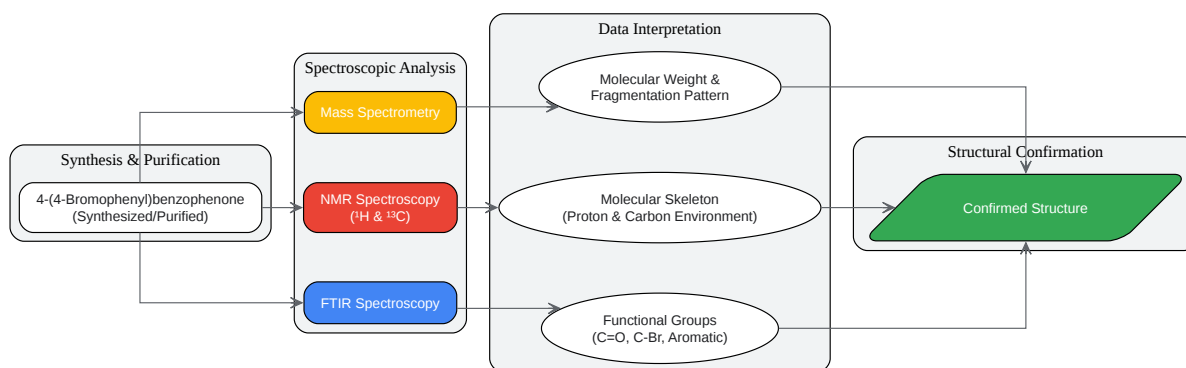 Synthesis & Purification
4-(4-Bromophenyl)benzophenone
(Synthesized/Purified)
Spectroscopic Analysis
Mass Spectrometry
NMR Spectroscopy
(¹H & ¹³C)
FTIR Spectroscopy
Data Interpretation
Molecular Weight &
Fragmentation Pattern
Molecular Skeleton
(Proton & Carbon Environment)
Functional Groups
(C=O, C-Br, Aromatic)
Structural Confirmation
Confirmed Structure